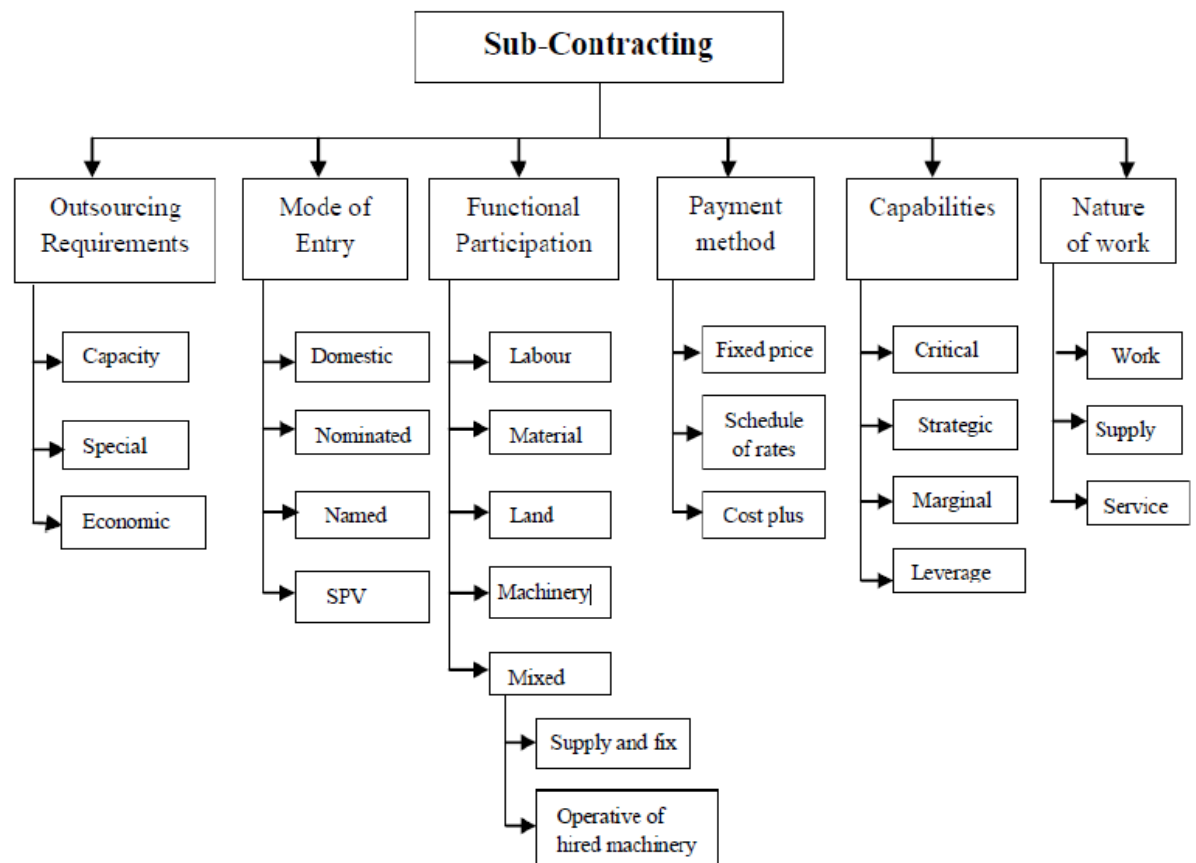 Sub-Contracting
Outsourcing
Requirements
Mode of
Entry
Functional
Participation
Payment
method
Capabilities
Nature
of work
Capacity
Special
Economic
Domestic
Nominated
Named
SPV
Labour
Material
Land
Machinery
Mixed
Supply and fix
Operative of
hired machinery
Fixed price
Schedule
of rates
Cost plus
Critical
Strategic
Marginal
Leverage
Work
Supply
Service